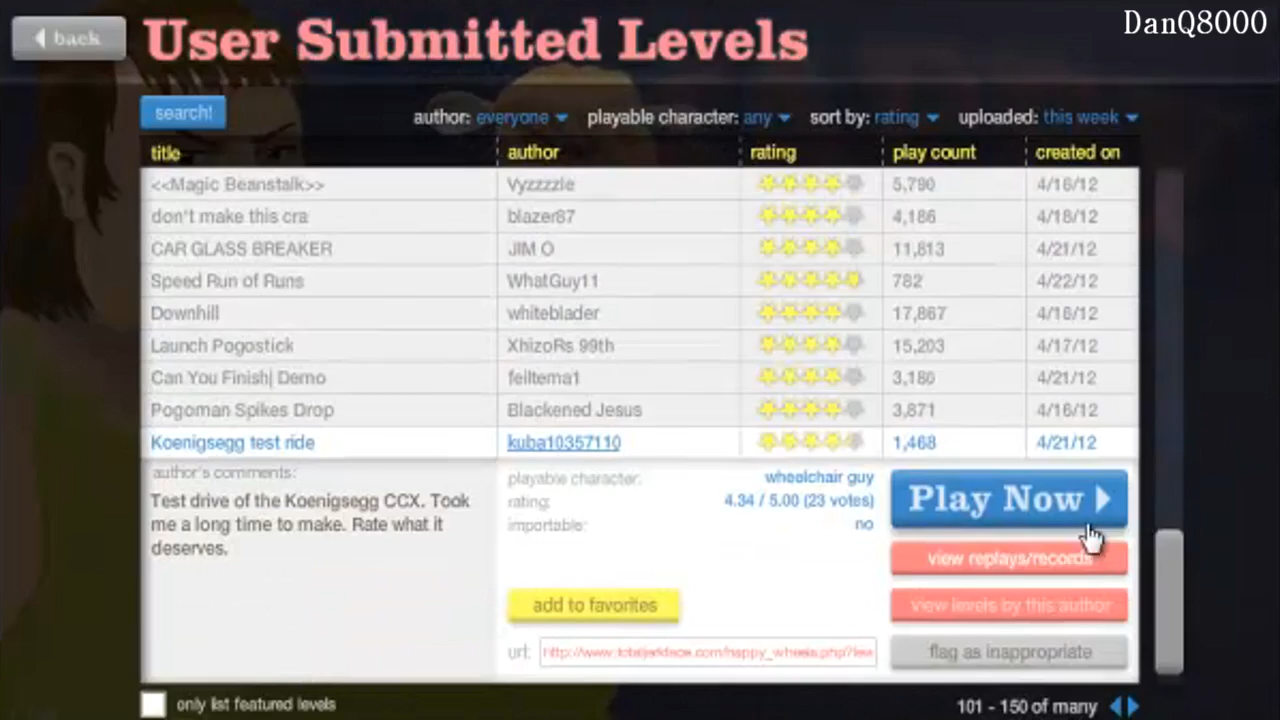 back
User Submitted Levels
DanQ8000
search!
author: everyone
playable character: any
sort by: rating
uploaded: this week
title author rating play count created on
<<Magic Beanstalk>> Vyzzzzle 5,790 4/16/12
don't make this cra blazer87 4,186 4/18/12
CAR GLASS BREAKER JIM O 11,813 4/21/12
Speed Run of Runs WhatGuy11 782 4/22/12
Downhill whiteblader 17,867 4/16/12
Launch Pogostick XhizoRs 99th 15,203 4/17/12
Can You Finish| Demo feiltema1 3,180 4/21/12
Pogoman Spikes Drop Blackened Jesus 3,871 4/16/12
Koenigsegg test ride kuba10357110 1,468 4/21/12
author's comments:
Test drive of the Koenigsegg CCX. Took
me a long time to make. Rate what it
deserves.
playable character: wheelchair guy
rating: 4.34 / 5.00 (23 votes)
importable: no
add to favorites
url: http://www.totaljerkface.com/happy_wheels.php?lev
Play Now
view replays/records
view levels by this author
flag as inappropriate
only list featured levels
101 - 150 of many